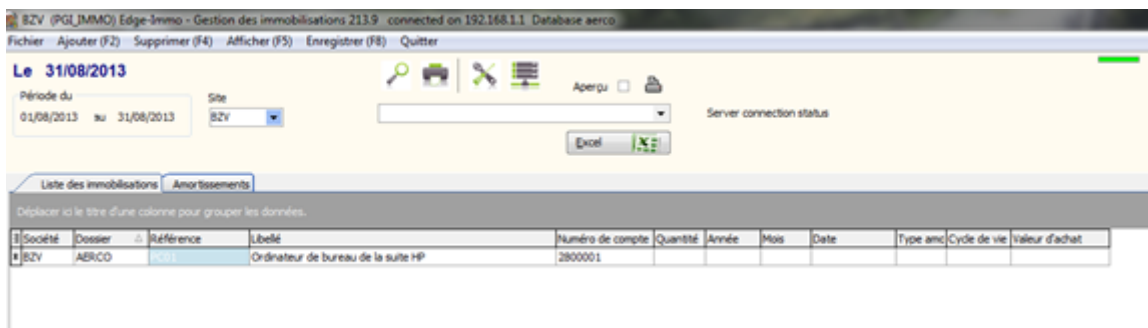 BZV (PGI_IMMO) Edge-Immo - Gestion des immobilisations 213.9 connected on 192.168.1.1 Database aerco
Fichier Ajouter (F2) Supprimer (F4) Afficher (F5) Enregistrer (F8) Quitter
Le 31/08/2013
Aperçu
Période du
Site
01/08/2013 au 31/08/2013
BZV
Server connection status
Excel
Liste des immobilisations Amortissements
Déplacer ici le titre d'une colonne pour grouper les données.
Société Dossier Référence Libellé Numéro de compte Quantité Année Mois Date Type amc Cycle de vie Valeur d'achat
BZV AERCO PC01 Ordinateur de bureau de la suite HP 2800001